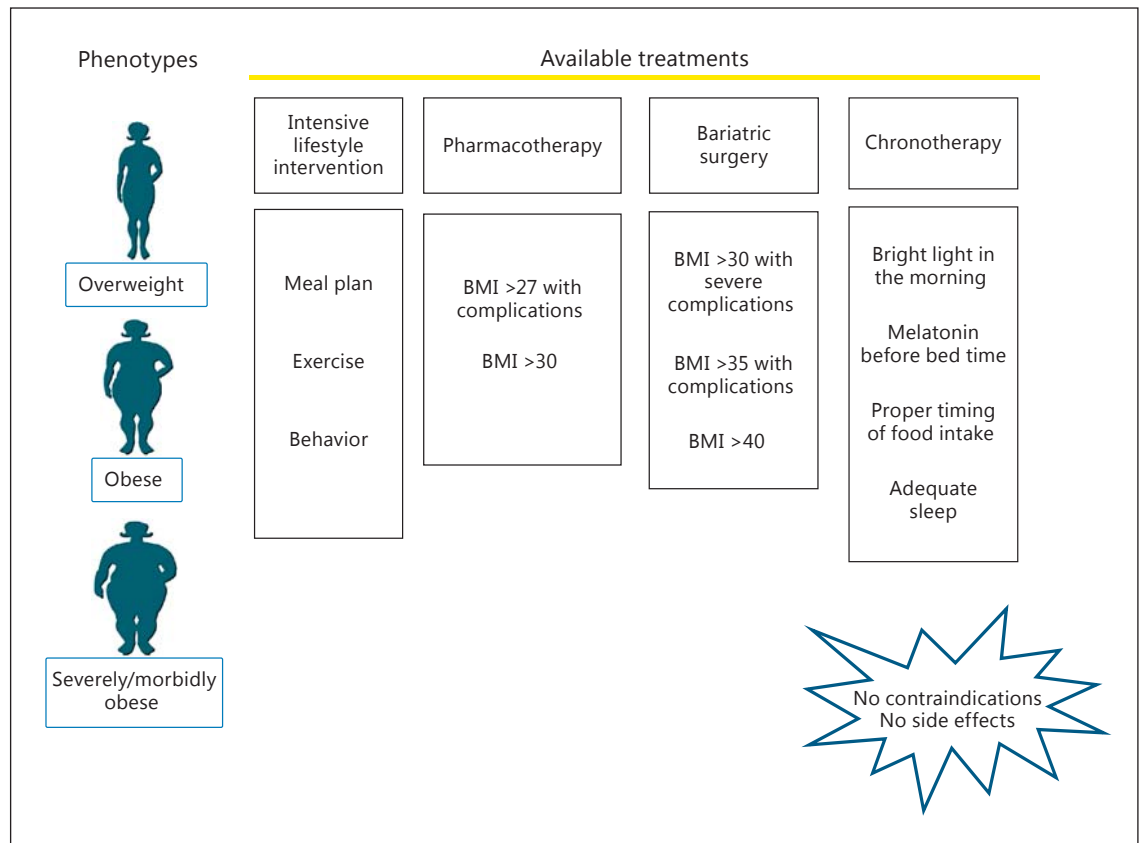 Phenotypes
Available treatments
Overweight
Obese
Severely/morbidly
obese
Intensive
lifestyle
intervention
Meal plan
Exercise
Behavior
Pharmacotherapy
BMI >27 with
complications
BMI >30
Bariatric
surgery
BMI >30 with
severe
complications
BMI >35 with
complications
BMI >40
Chronotherapy
Bright light in
the morning
Melatonin
before bed time
Proper timing
of food intake
Adequate
sleep
No contraindications
No side effects